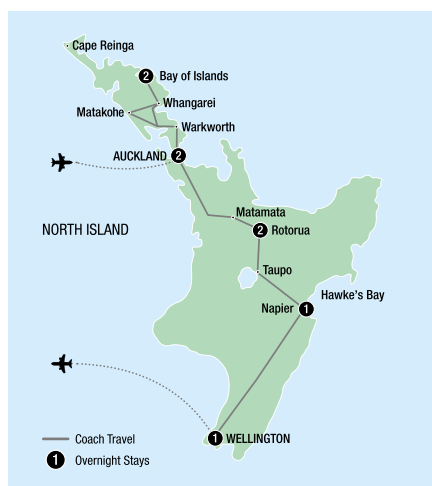 Cape Reinga
2
Bay of Islands
Whangarei
Matakohe
Warkworth
AUCKLAND
2
Matamata
NORTH ISLAND
2
Rotorua
Taupo
Hawke's Bay
Napier
1
1
WELLINGTON
Coach Travel
1
Overnight Stays